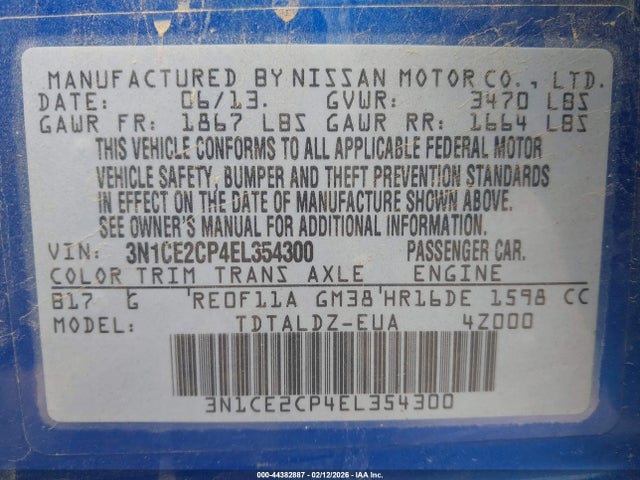 MANUFACTURED BY NISSAN MOTOR CO., LTD.
DATE: 06/13. GVWR: 3470 LBS
GAWR FR: 1867 LBS GAWR RR: 1664 LBS
THIS VEHICLE CONFORMS TO ALL APPLICABLE FEDERAL MOTOR
VEHICLE SAFETY, BUMPER AND THEFT PREVENTION STANDARDS
IN EFFECT ON THE DATE OF MANUFACTURE SHOWN ABOVE.
SEE OWNER'S MANUAL FOR ADDITIONAL INFORMATION.
VIN: 3N1CE2CP4EL354300 PASSENGER CAR.
COLOR TRIM TRANS AXLE ENGINE
B17 G RE0F11A GM38 HR16DE 1598 CC
MODEL: TDTALDZ-EUA 4Z000
3N1CE2CP4EL354300
000-44382887 - 02/12/2026 - IAA Inc.